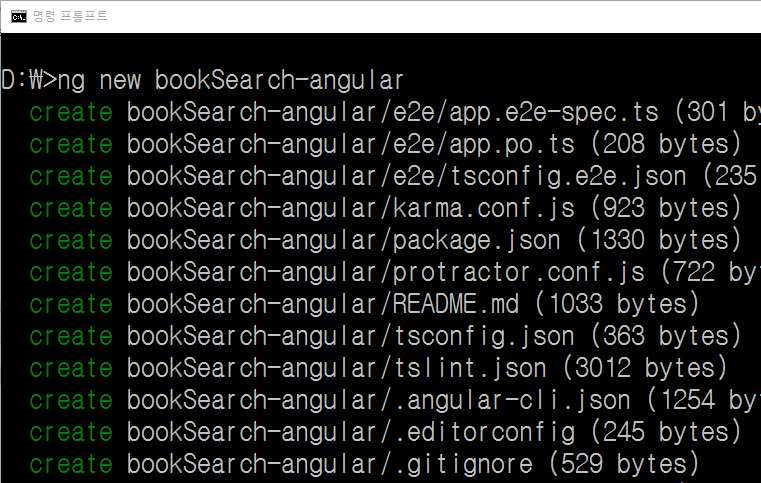 명령 프롬프트
D:₩>ng new bookSearch-angular
create bookSearch-angular/e2e/app.e2e-spec.ts (301 by
create bookSearch-angular/e2e/app.po.ts (208 bytes)
create bookSearch-angular/e2e/tsconfig.e2e.json (235
create bookSearch-angular/karma.conf.js (923 bytes)
create bookSearch-angular/package.json (1330 bytes)
create bookSearch-angular/protractor.conf.js (722 byt
create bookSearch-angular/README.md (1033 bytes)
create bookSearch-angular/tsconfig.json (363 bytes)
create bookSearch-angular/tslint.json (3012 bytes)
create bookSearch-angular/.angular-cli.json (1254 byt
create bookSearch-angular/.editorconfig (245 bytes)
create bookSearch-angular/.gitignore (529 bytes)